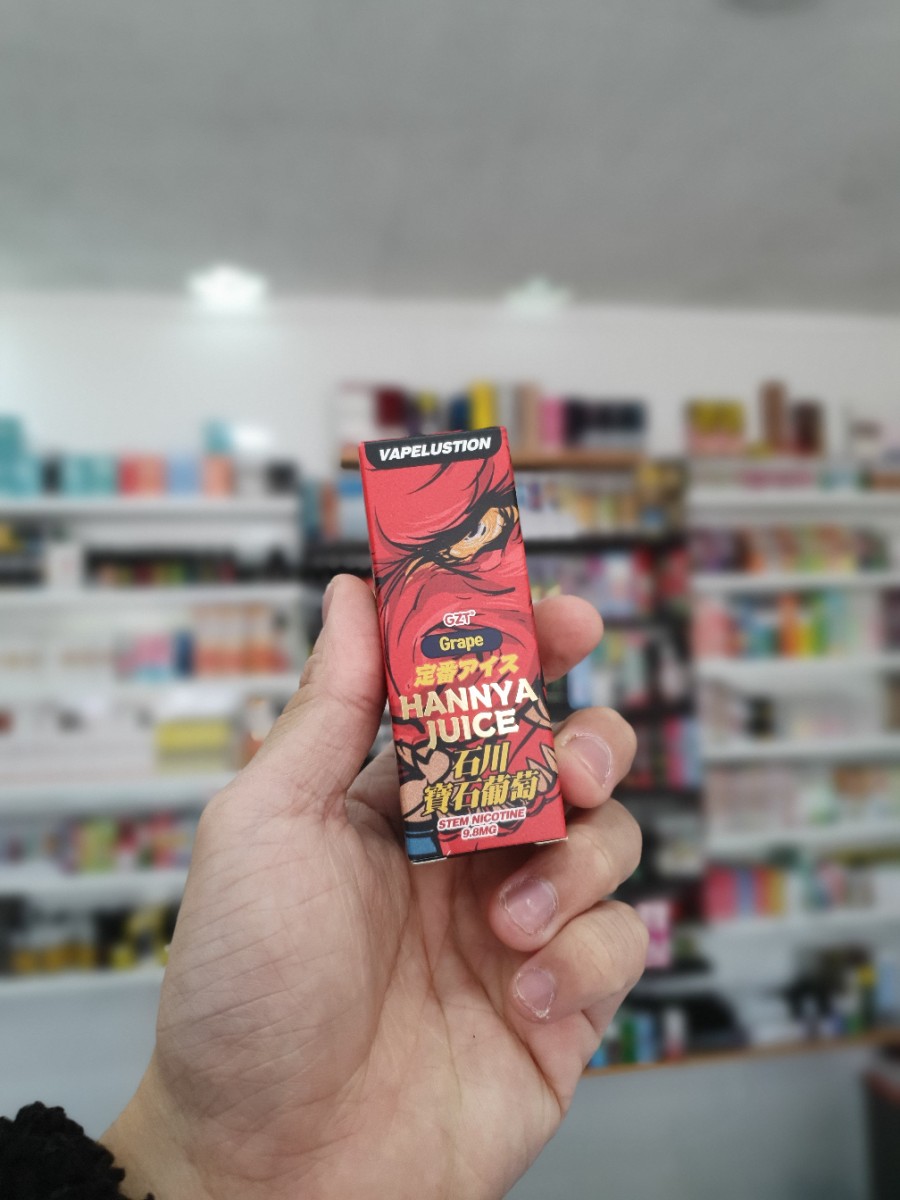 VAPELUSTION
GZT
Grape
定番アイス
HANNYA
JUICE
石川
寶石葡萄
STEM NICOTINE
9.8MG